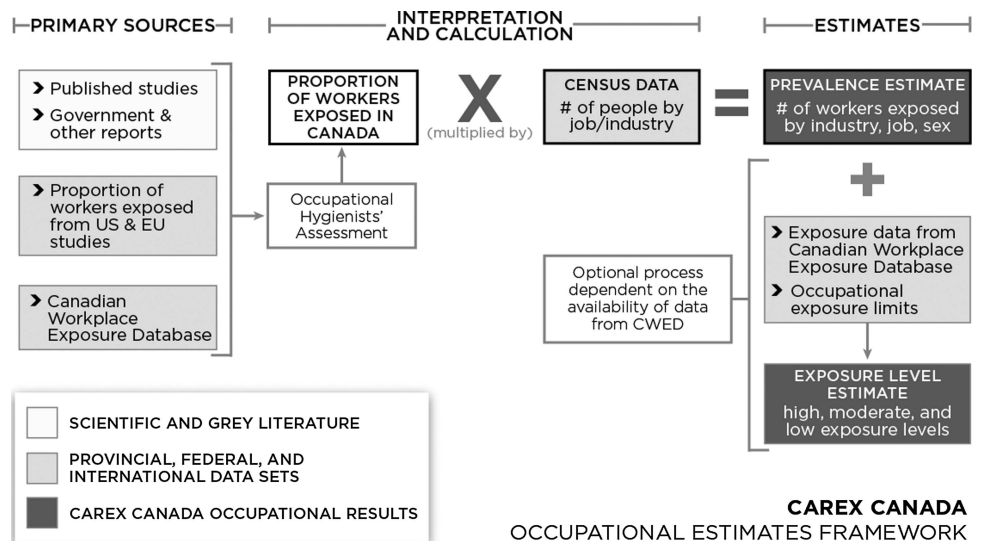 PRIMARY SOURCES
❯ Published studies
❯ Government &
other reports
❯ Proportion of
workers exposed
from US & EU
studies
❯ Canadian
Workplace
Exposure Database
INTERPRETATION
AND CALCULATION
PROPORTION
OF WORKERS
EXPOSED IN
CANADA
Occupational
Hygienists'
Assessment
X
(multiplied by)
CENSUS DATA
# of people by
job/industry
=
ESTIMATES
PREVALENCE ESTIMATE
# of workers exposed
by industry, job, sex
+
❯ Exposure data from
Canadian Workplace
Exposure Database
❯ Occupational
exposure limits
Optional process
dependent on the
availability of data
from CWED
EXPOSURE LEVEL
ESTIMATE
high, moderate, and
low exposure levels
SCIENTIFIC AND GREY LITERATURE
PROVINCIAL, FEDERAL, AND
INTERNATIONAL DATA SETS
CAREX CANADA OCCUPATIONAL RESULTS
CAREX CANADA
OCCUPATIONAL ESTIMATES FRAMEWORK